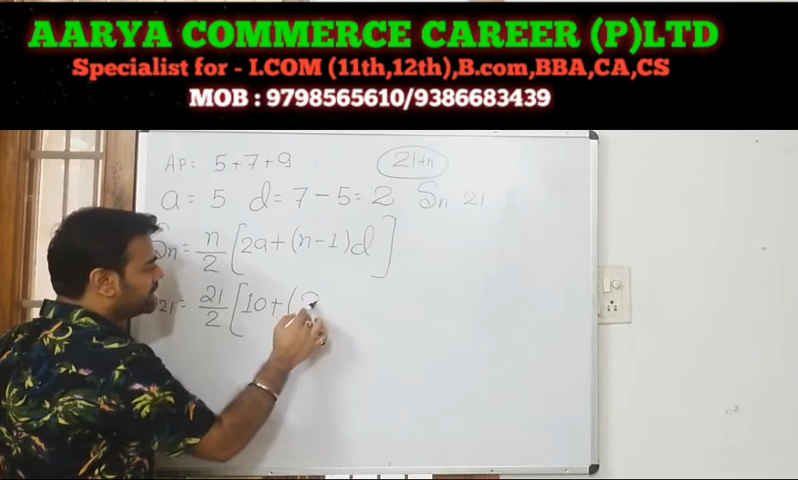 AARYA COMMERCE CAREER (P)LTD
Specialist for - I.COM (11th,12th),B.com,BBA,CA,CS
MOB : 9798565610/9386683439
AP: 5+7+9 . . . . . . 21th
a = 5 d = 7 - 5 = 2 Sn 21
Sn = n/2 [2a+(n-1)d]
21 = 21/2 [10+(2